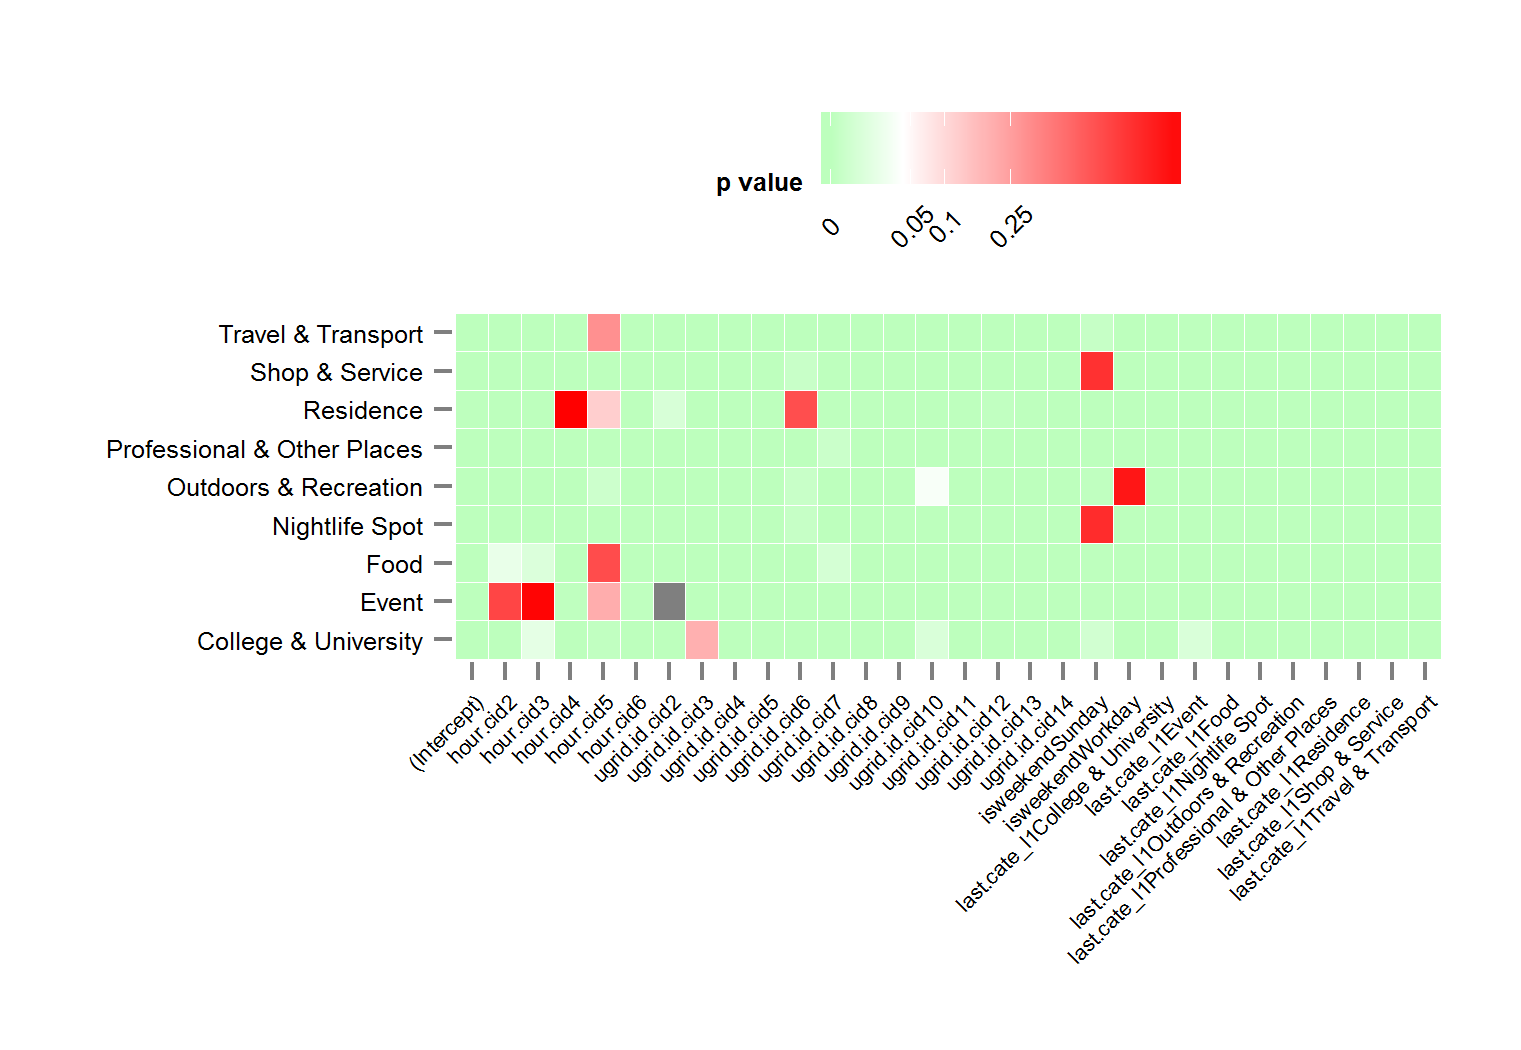 p value
0
0.05
0.1
0.25
Travel & Transport
Shop & Service
Residence
Professional & Other Places
Outdoors & Recreation
Nightlife Spot
Food
Event
College & University
(Intercept)
hour.cid2
hour.cid3
hour.cid4
hour.cid5
hour.cid6
ugrid.id.cid2
ugrid.id.cid3
ugrid.id.cid4
ugrid.id.cid5
ugrid.id.cid6
ugrid.id.cid7
ugrid.id.cid8
ugrid.id.cid9
ugrid.id.cid10
ugrid.id.cid11
ugrid.id.cid12
ugrid.id.cid13
ugrid.id.cid14
isweekendSunday
isweekendWorkday
last.cate_l1College & University
last.cate_l1Event
last.cate_l1Food
last.cate_l1Nightlife Spot
last.cate_l1Outdoors & Recreation
last.cate_l1Professional & Other Places
last.cate_l1Residence
last.cate_l1Shop & Service
last.cate_l1Travel & Transport